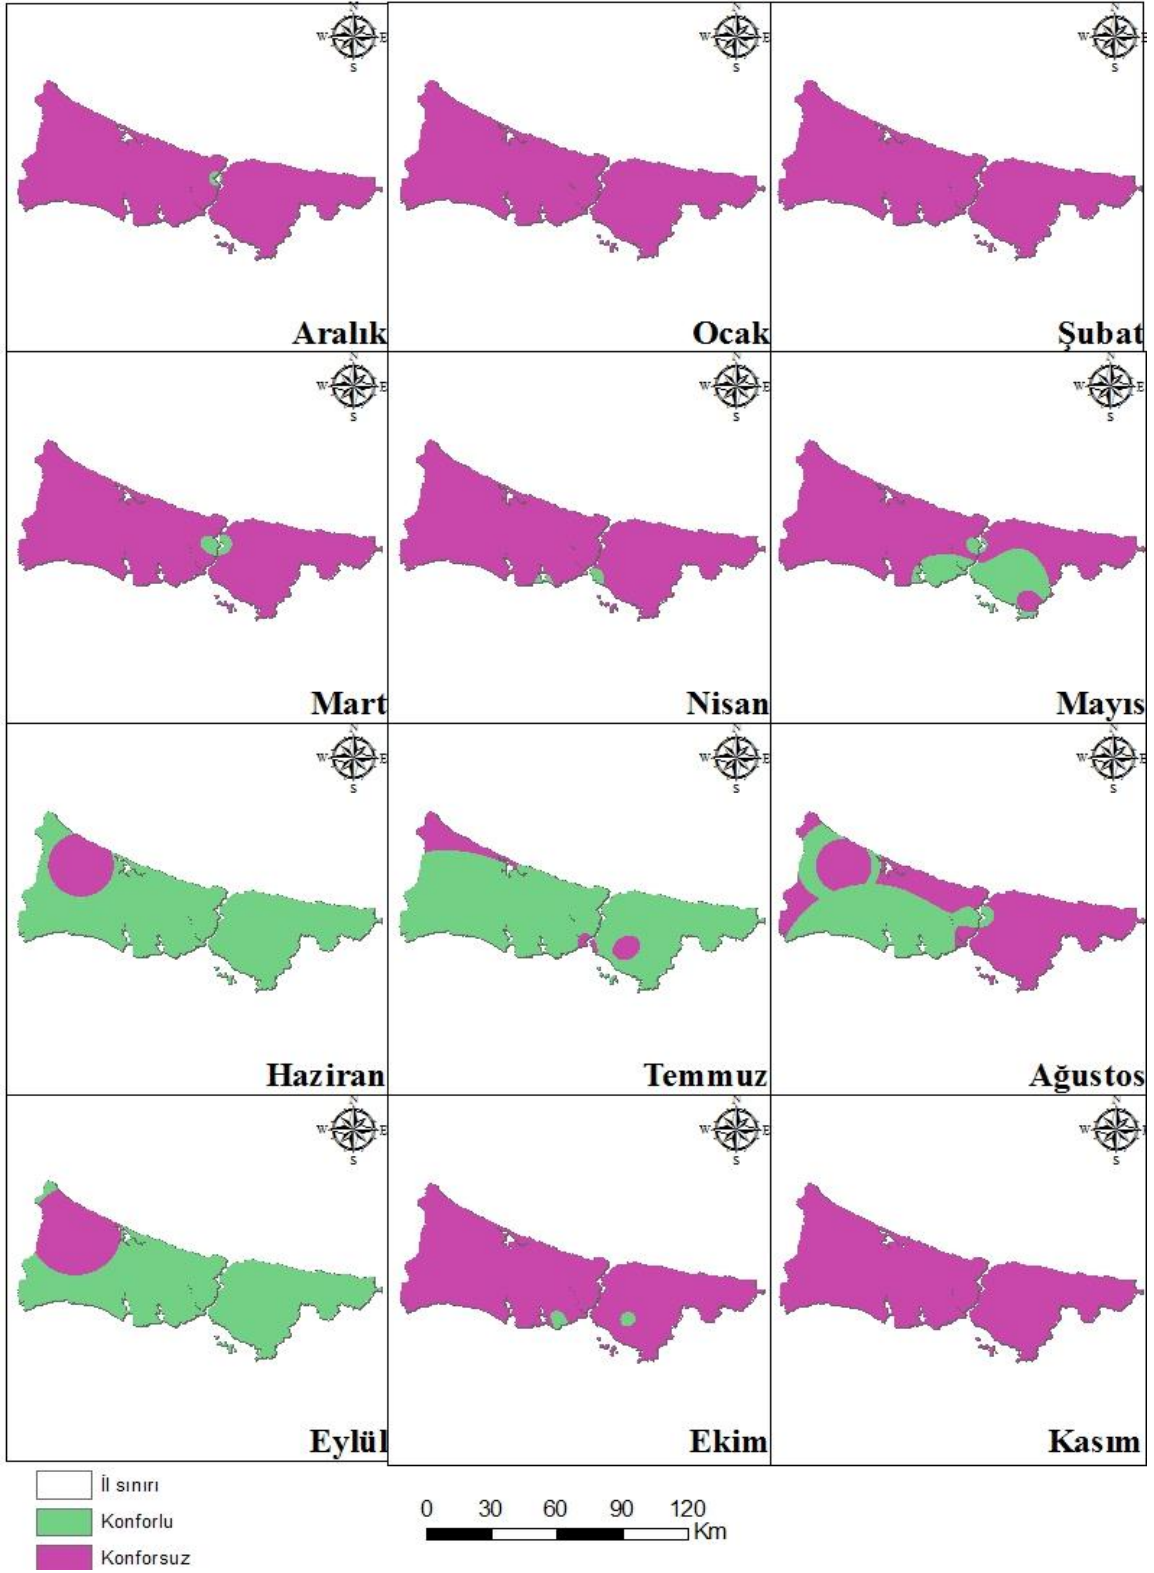 N
W E
S
Aralık
N
W E
S
Ocak
N
W
S
Şubat
N
W E
S
Mart
N
W E
S
Nisan
N
W E
S
Mayıs
N
W E
S
Haziran
N
W E
S
Temmuz
N
W E
S
Ağustos
N
W E
S
Eylül
N
W E
S
Ekim
N
W
S
Kasım
İl sınırı
Konforlu
Konforsuz
0 30 60 90 120
Km